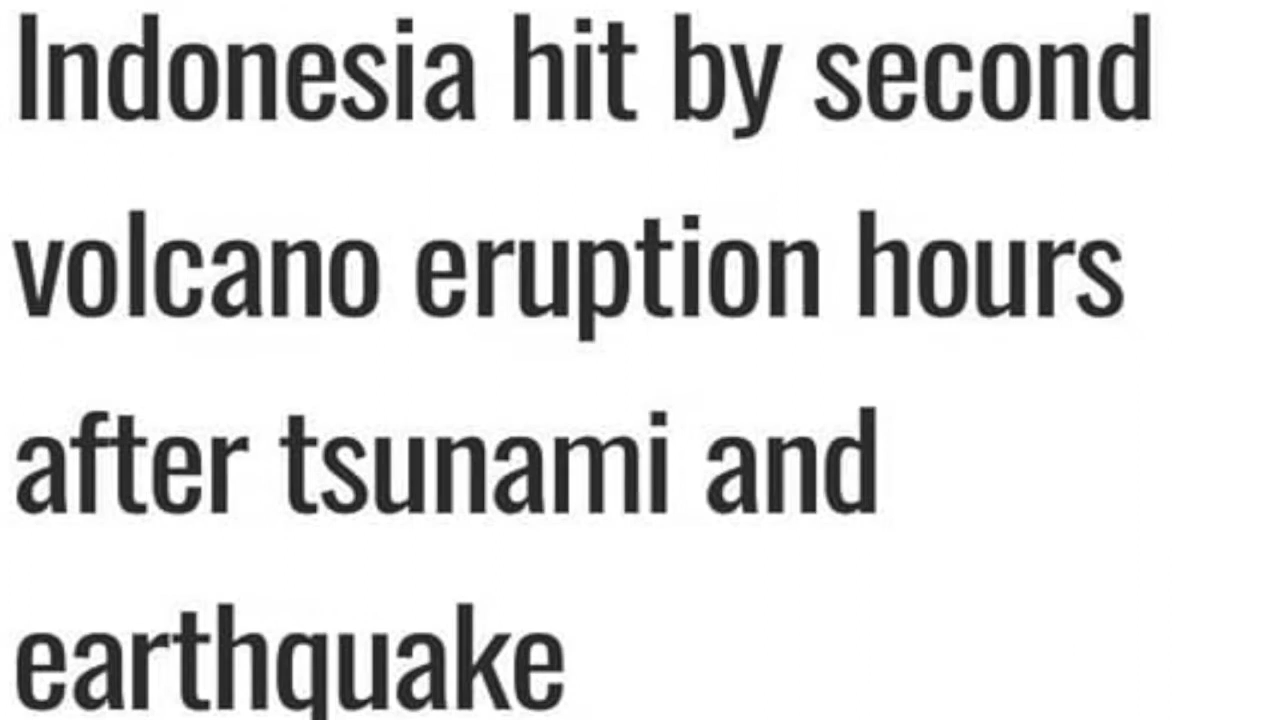 Indonesia hit by second
volcano eruption hours
after tsunami and
earthquake